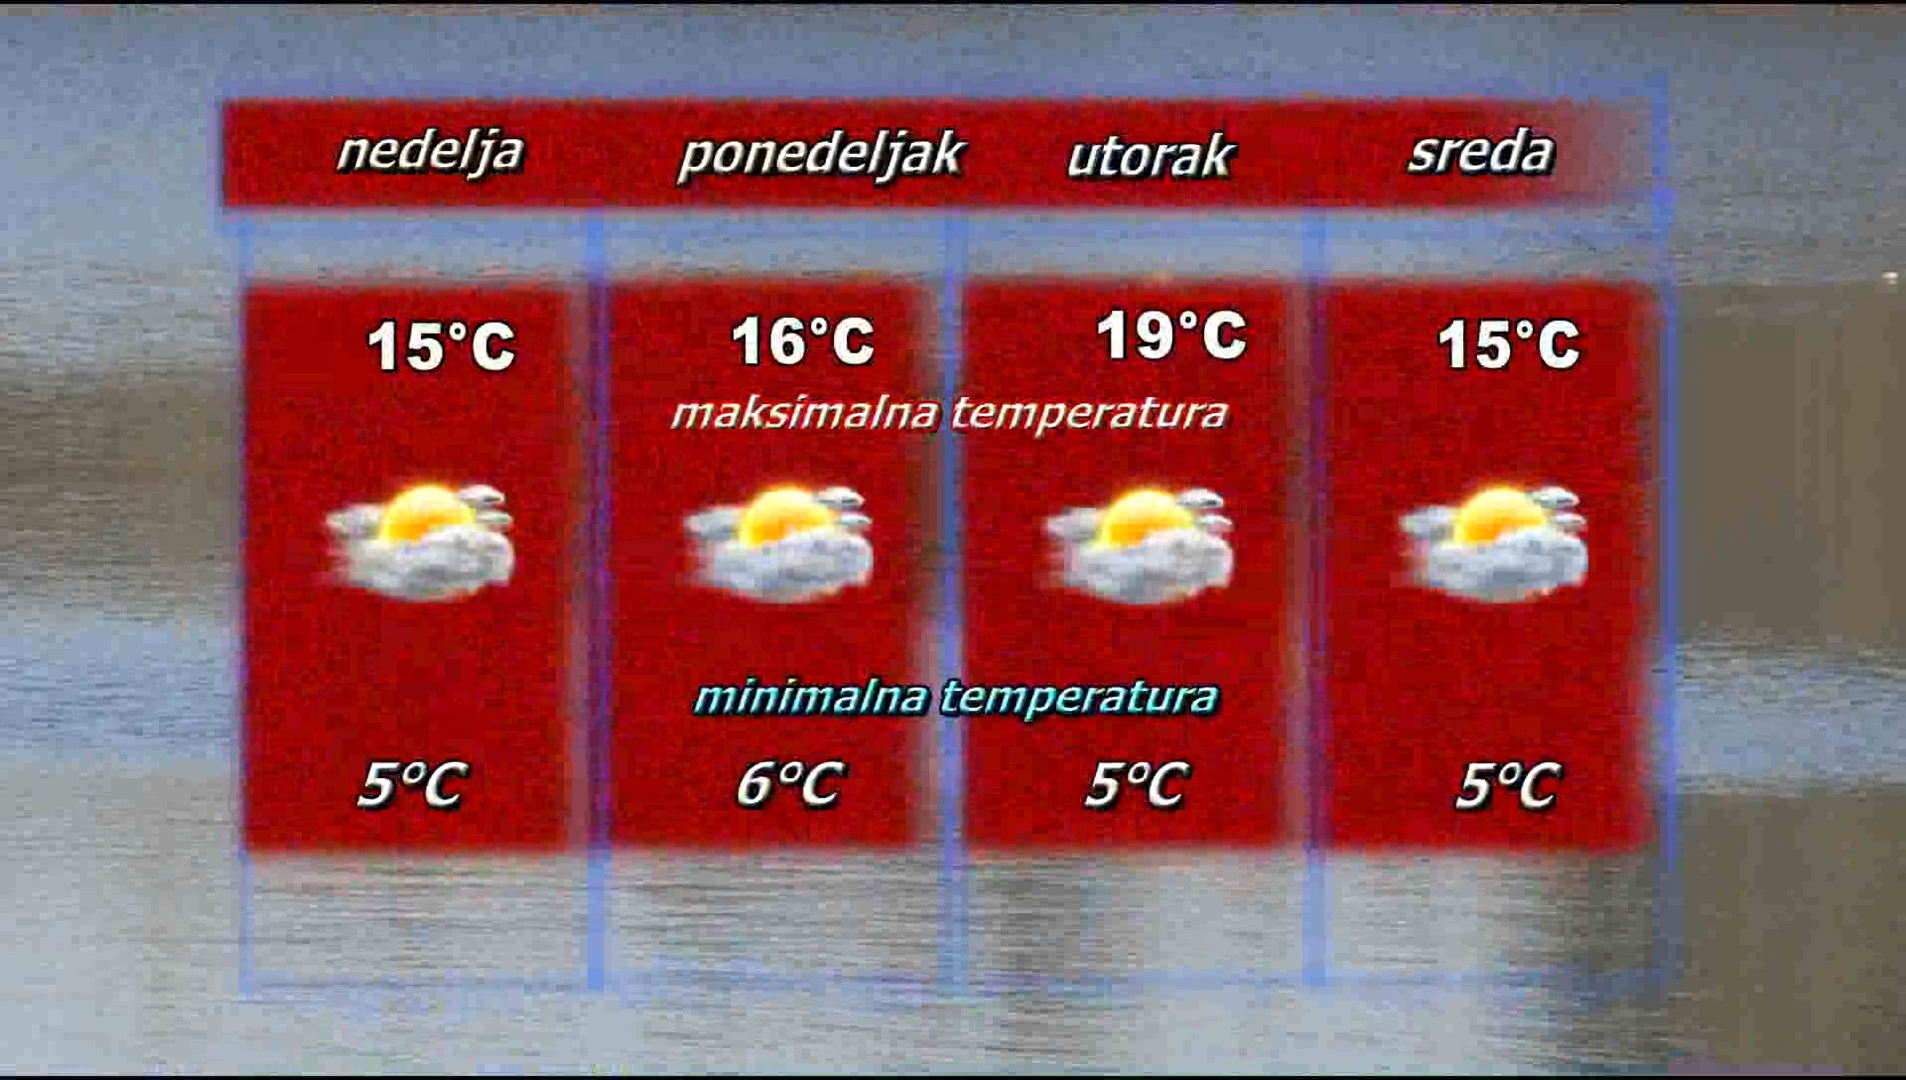 nedelja ponedeljak utorak sreda
15°C 16°C 19°C 15°C
maksimalna temperatura
minimalna temperatura
5°C 6°C 5°C 5°C